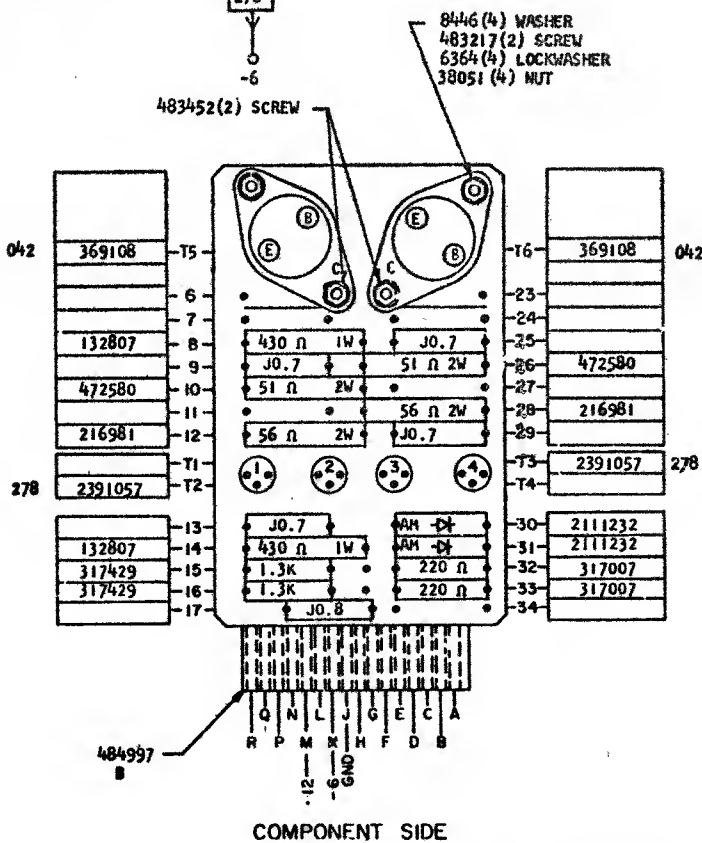 -6
8446(4) WASHER
483217(2) SCREW
6364(4) LOCKWASHER
38051(4) NUT
483452(2) SCREW
B E
E B
C C
042 369108 T5 T6 369108 042
6 23
7 24
132807 8 430 Ω 1W J0.7 25
9 J0.7 51 Ω 2W 26 472580
472580 10 51 Ω 2W 27
11 56 Ω 2W 28 216981
216981 12 56 Ω 2W J0.7 29
T1 1 2 3 4 T3 2391057 278
278 2391057 T2 T4
13 J0.7 AM 30 2111232
132807 14 430 Ω 1W AM 31 2111232
317429 15 1.3K 220 Ω 32 317007
317429 16 1.3K 220 Ω 33 317007
17 J0.8 34
Q N L J G E C A
R P M K H F D B
-12 -6 GND
484997
B
COMPONENT SIDE